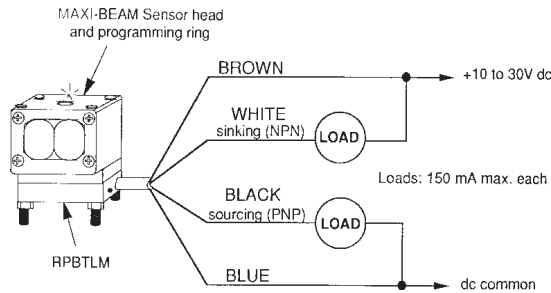 MAXI-BEAM Sensor head
and programming ring
BROWN
+10 to 30V dc
WHITE
sinking (NPN)
LOAD
Loads: 150 mA max. each
BLACK
sourcing (PNP)
LOAD
RPBTLM
BLUE
dc common